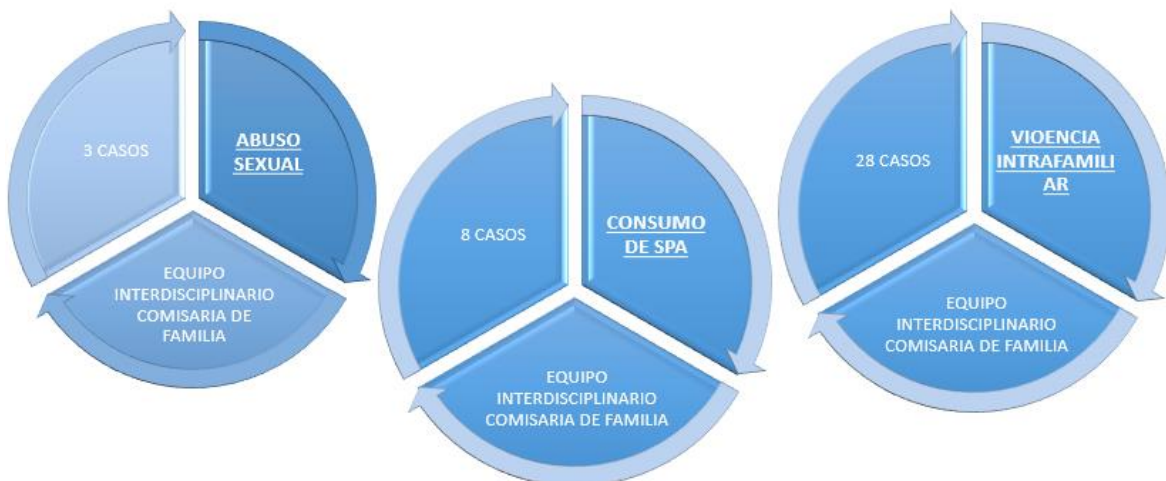 3 CASOS
ABUSO
SEXUAL
EQUIPO
INTERDISCIPLINARIO
COMISARIA DE
FAMILIA
8 CASOS
CONSUMO
DE SPA
EQUIPO
INTERDISCIPLINARIO
COMISARIA DE FAMILIA
28 CASOS
VIOENCIA
INTRAFAMILI
AR
EQUIPO
INTERDISCIPLINARIO
COMISARIA DE FAMILIA